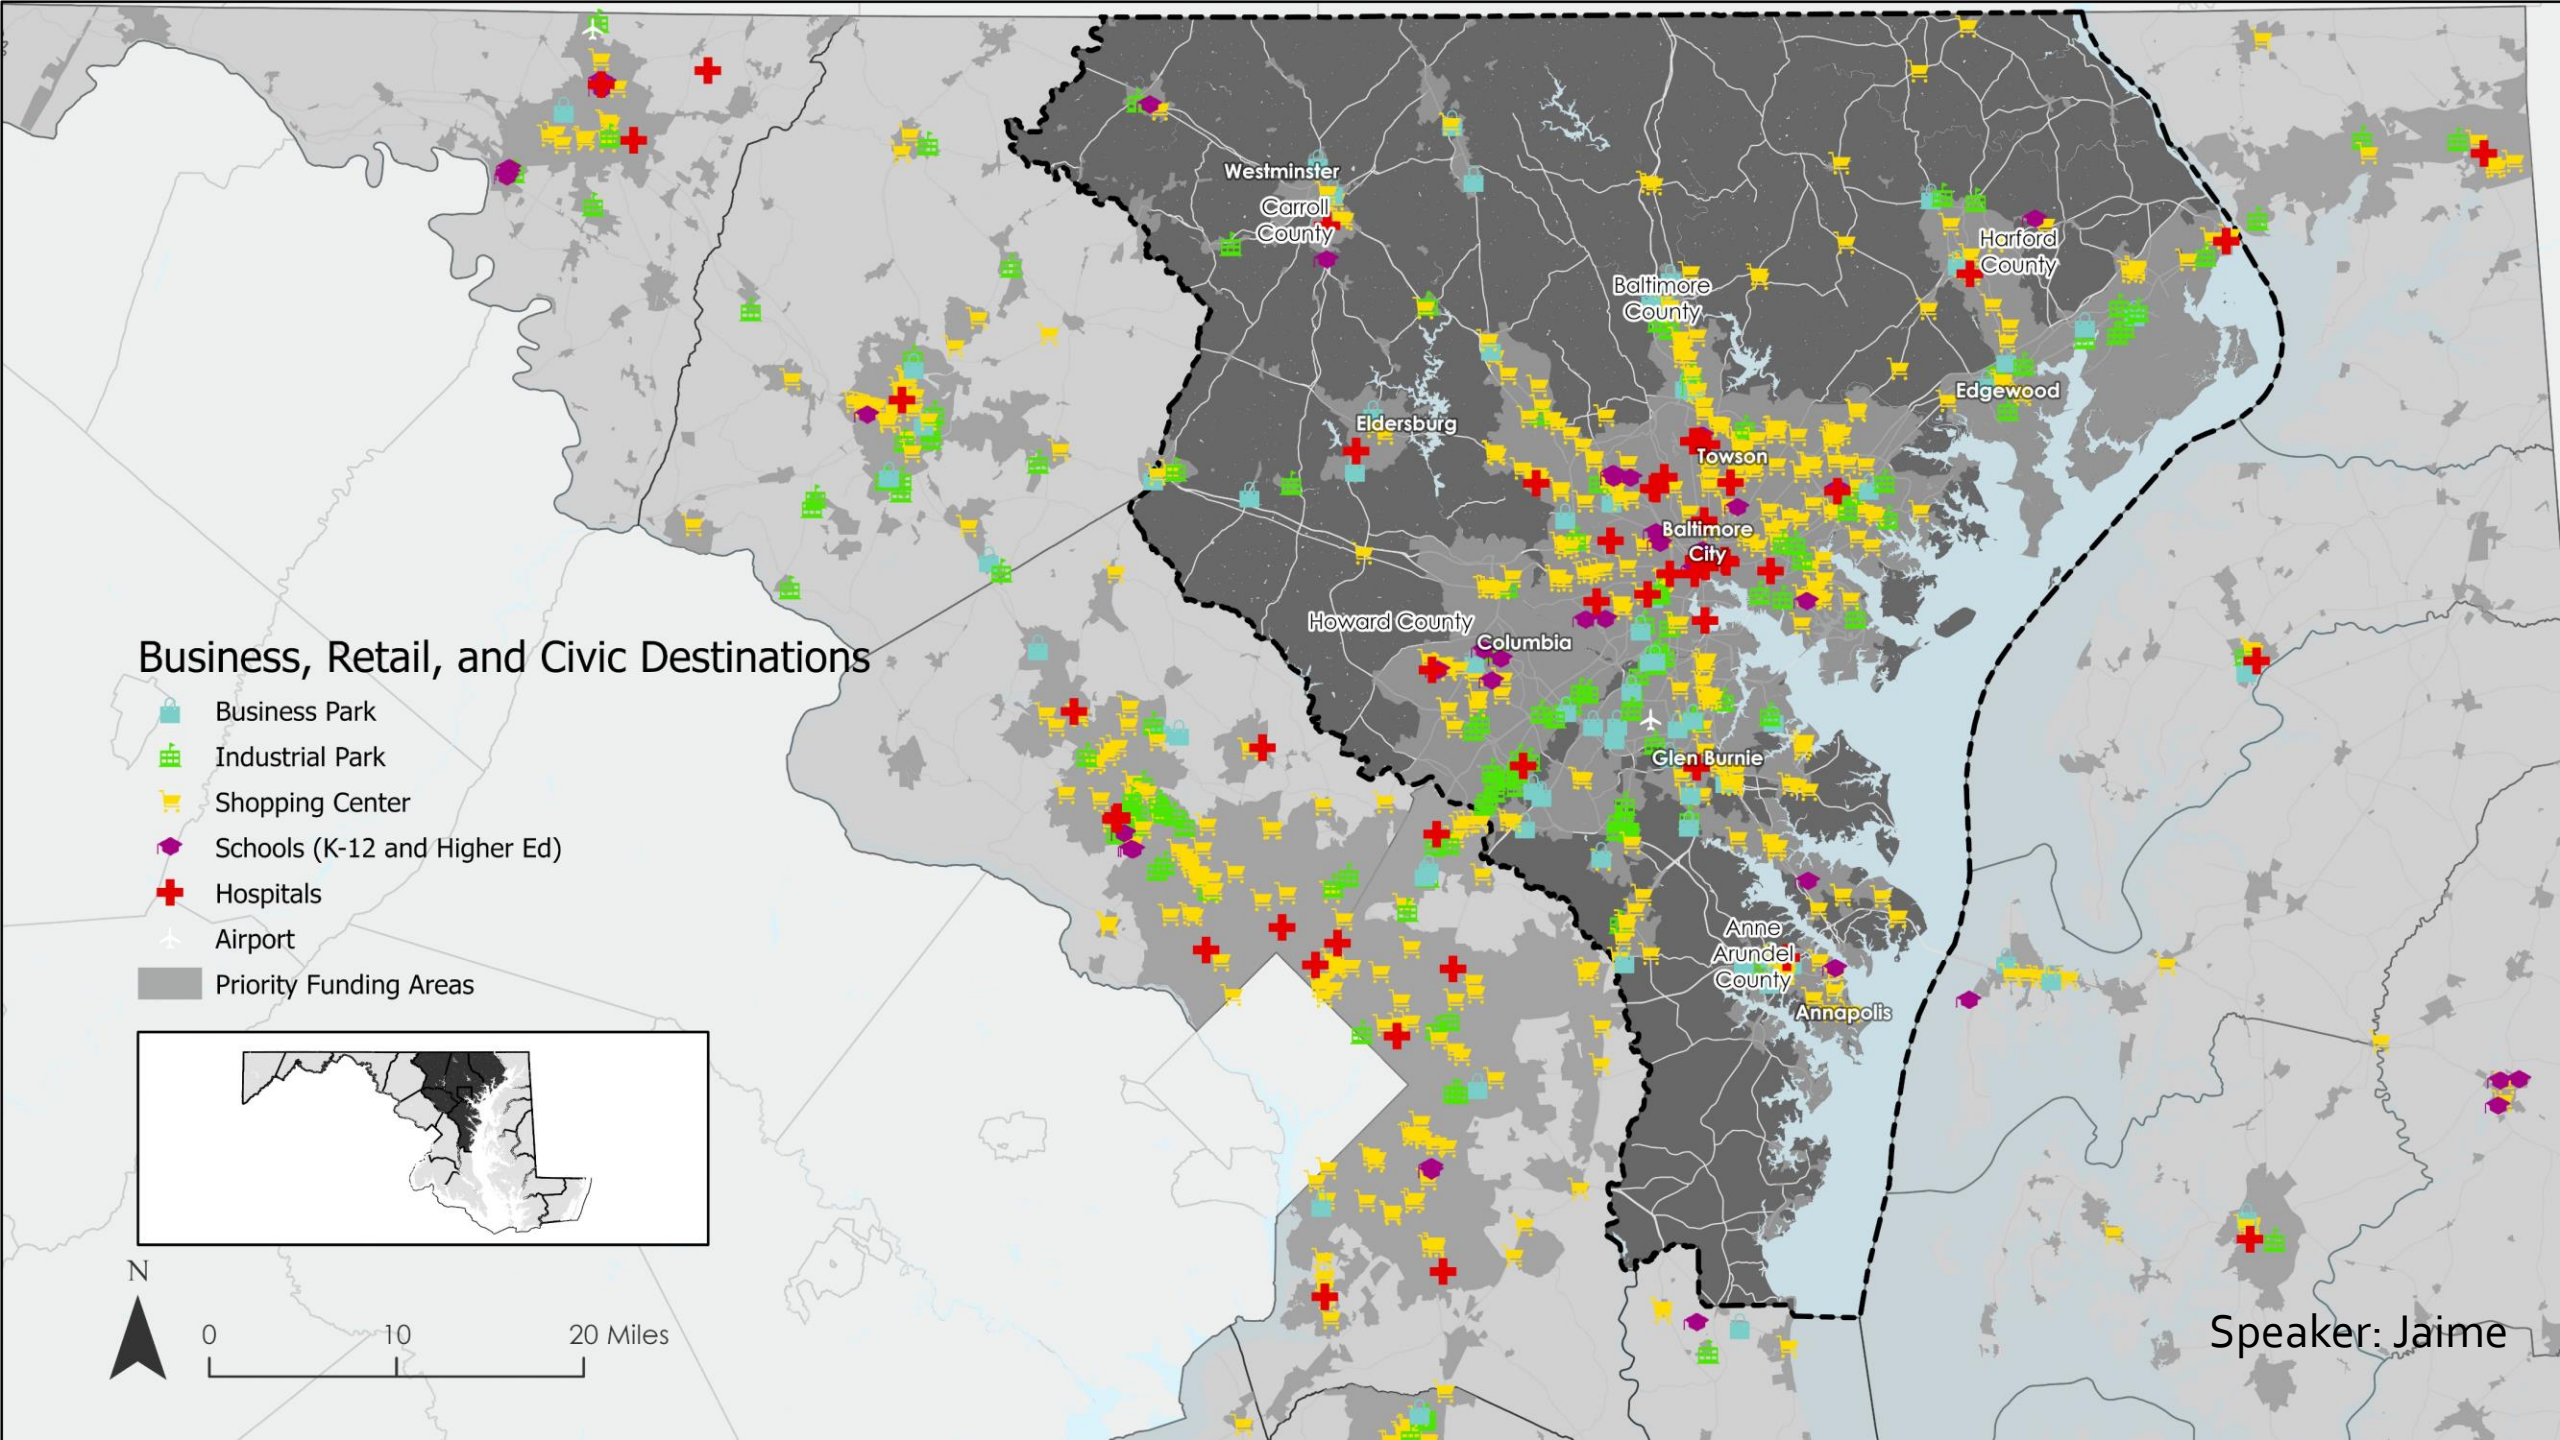 Westminster
Carroll
County
Harford
County
Baltimore
County
Edgewood
Eldersburg
Towson
Baltimore
City
Howard County
Columbia
Glen Burnie
Anne
Arundel
County
Annapolis
Business, Retail, and Civic Destinations
Business Park
Industrial Park
Shopping Center
Schools (K-12 and Higher Ed)
Hospitals
Airport
Priority Funding Areas
N
0 10 20 Miles
Speaker: Jaime